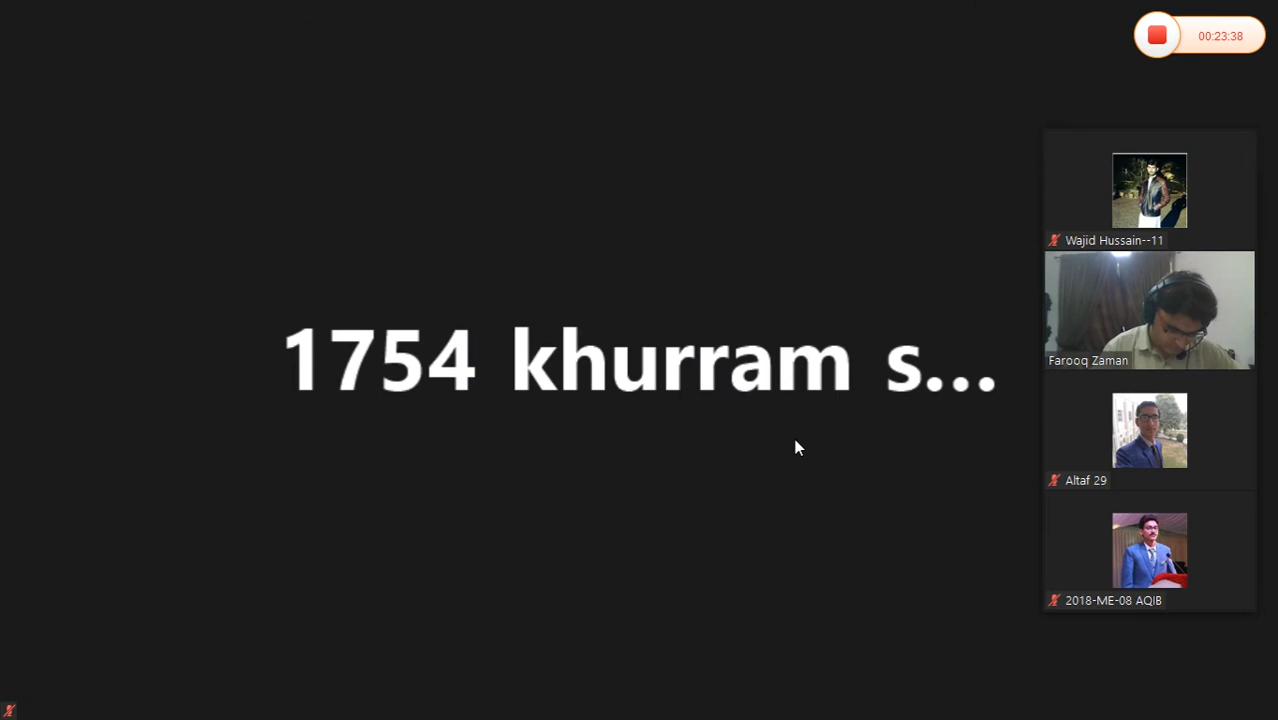 00:23:38
Wajid Hussain--11
Farooq Zaman
1754 khurram s...
Altaf 29
2018-ME-08 AQIB